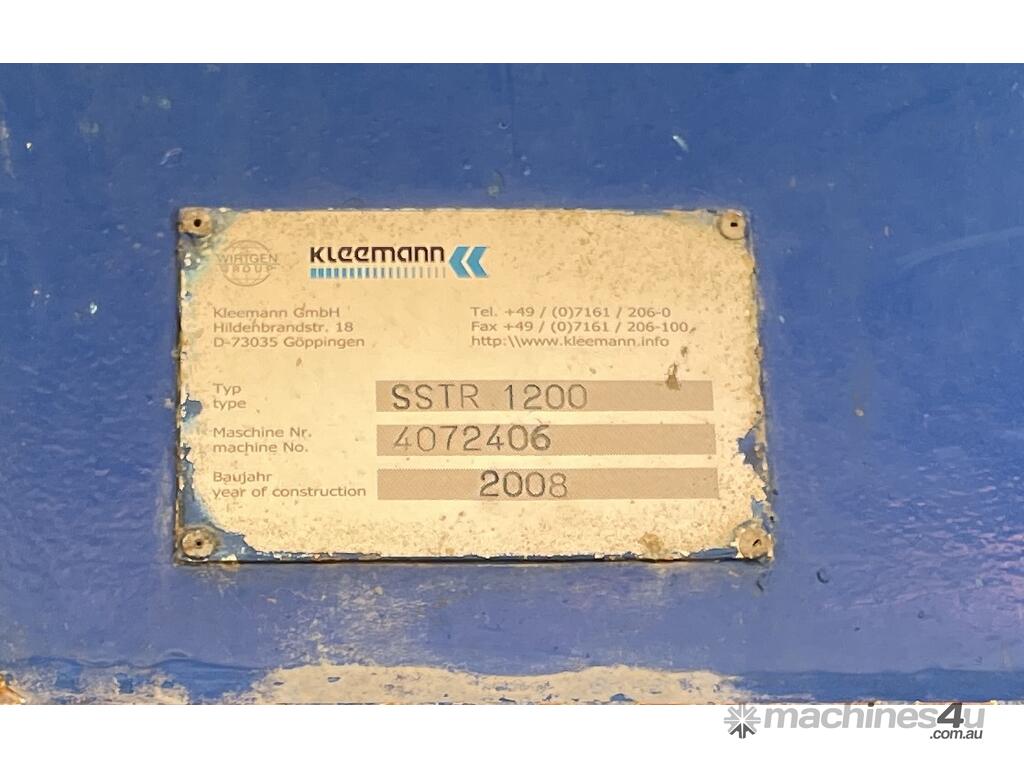 WIRTGEN GROUP
Kleemann
Kleemann GmbH
Hildenbrandstr. 18
D-73035 Göppingen
Tel. +49 / (0)7161 / 206-0
Fax +49 / (0)7161 / 206-100
http:\\www.kleemann.info
Typ
type
SSTR 1200
Maschine Nr.
machine No.
4072406
Baujahr
year of construction
2008
machines4u
.com.au